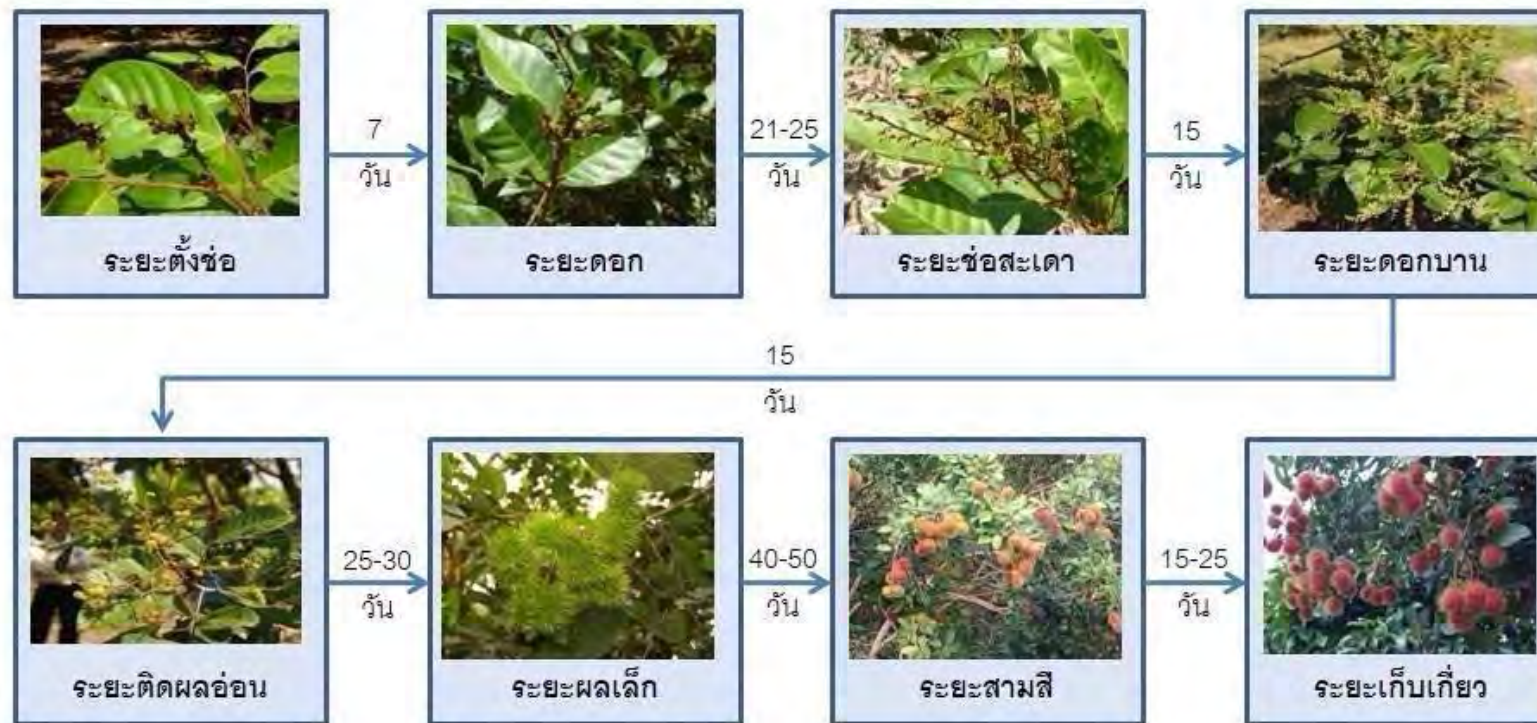 7
วัน
21-25
วัน
15
วัน
ระยะตั้งช่อ
ระยะดอก
ระยะช่อสะเดา
ระยะดอกบาน
15
วัน
25-30
วัน
40-50
วัน
15-25
วัน
ระยะติดผลอ่อน
ระยะผลเล็ก
ระยะสามสี
ระยะเก็บเกี่ยว